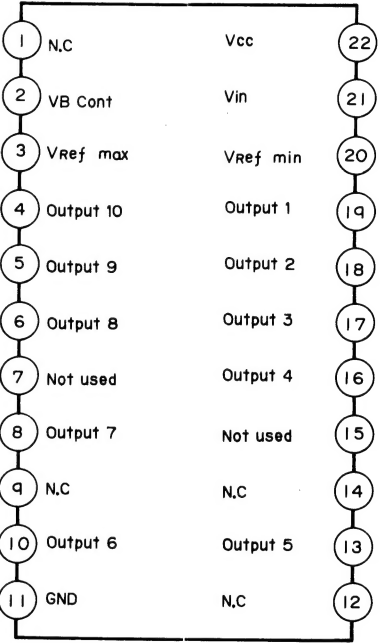 1 N.C Vcc 22
2 VB Cont Vin 21
3 VRef max VRef min 20
4 Output 10 Output 1 19
5 Output 9 Output 2 18
6 Output 8 Output 3 17
7 Not used Output 4 16
8 Output 7 Not used 15
9 N.C N.C 14
10 Output 6 Output 5 13
11 GND N.C 12